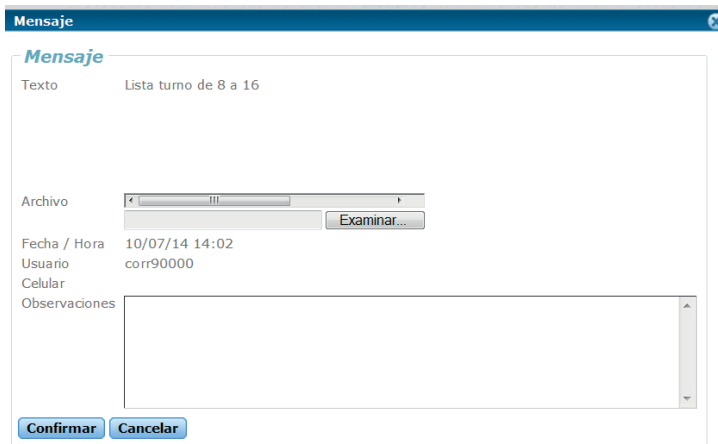 Mensaje
Mensaje
Texto Lista turno de 8 a 16
Archivo
Examinar...
Fecha / Hora 10/07/14 14:02
Usuario corr90000
Celular
Observaciones
Confirmar Cancelar